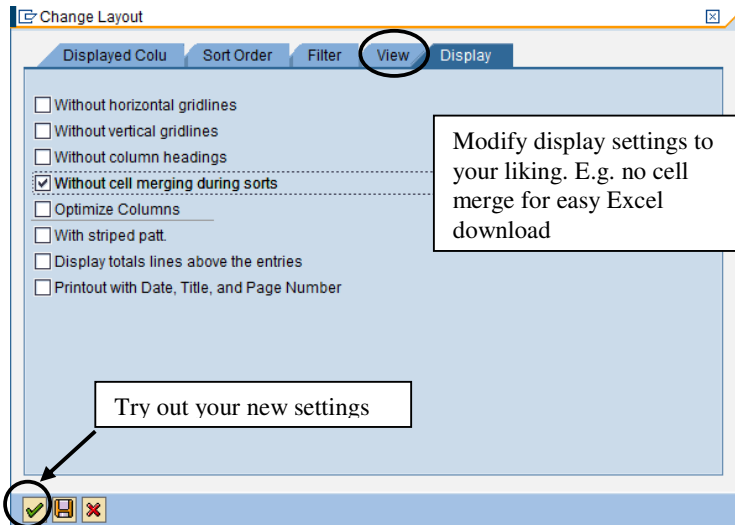 Change Layout
Displayed Colu Sort Order Filter View Display
Without horizontal gridlines
Without vertical gridlines
Without column headings
Without cell merging during sorts
Optimize Columns
With striped patt.
Display totals lines above the entries
Printout with Date, Title, and Page Number
Modify display settings to
your liking. E.g. no cell
merge for easy Excel
download
Try out your new settings